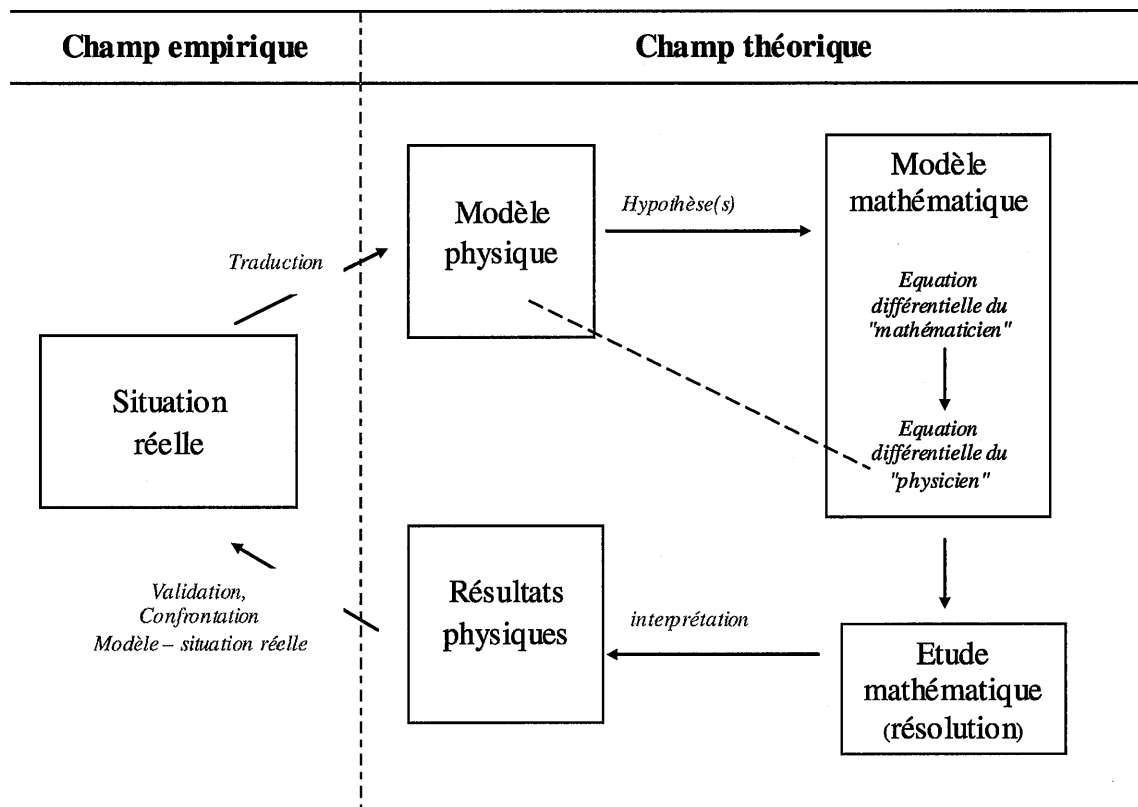 Champ empirique
Champ théorique
Modèle
physique
Hypothèse(s)
Modèle
mathématique
Equation
différentielle du
"mathématicien"
Equation
différentielle du
"physicien"
Traduction
Situation
réelle
Validation,
Confrontation
Modèle – situation réelle
Résultats
physiques
interprétation
Etude
mathématique
(résolution)